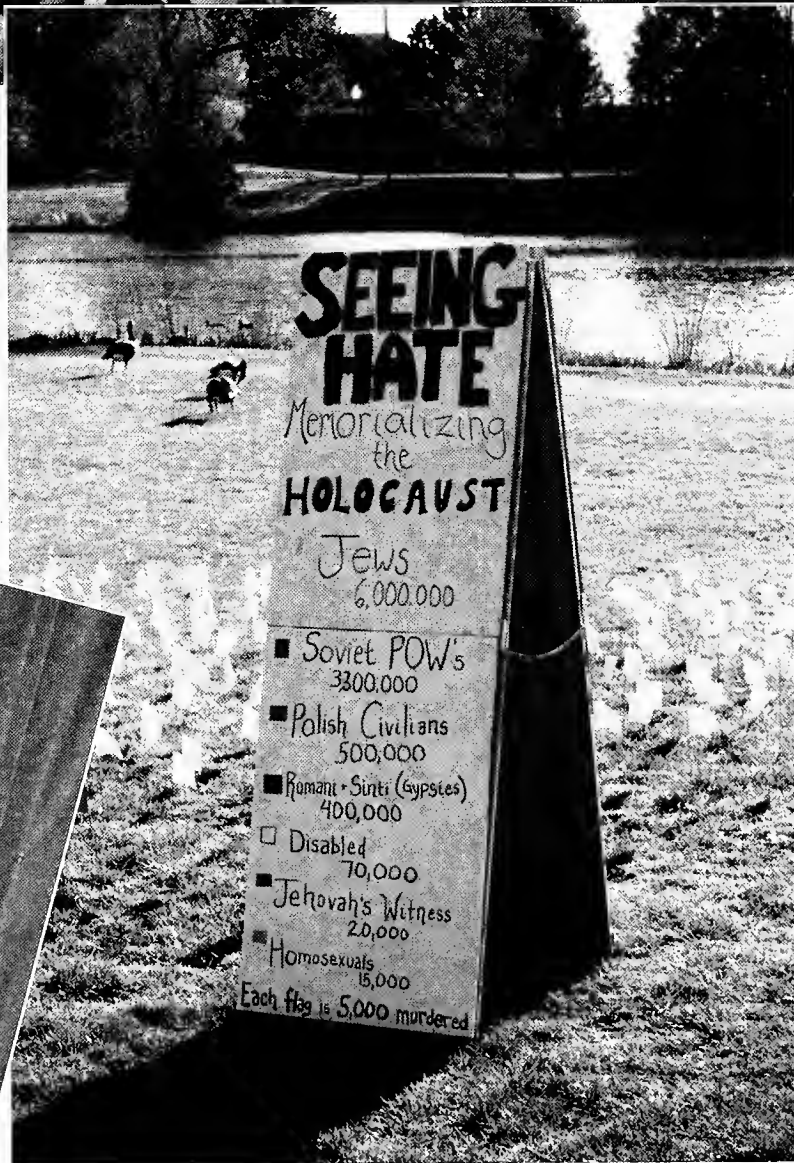 SEEING
HATE
Memorializing
the
HOLOCAUST
Jews
6,000.000
Soviet POW's
3300.000
Polish Civilians
500,000
Romani + Sinti (Gypsies)
400,000
Disabled
70,000
Jehovah's Witness
20,000
Homosexuals
15,000
Each flag is 5,000 murdered